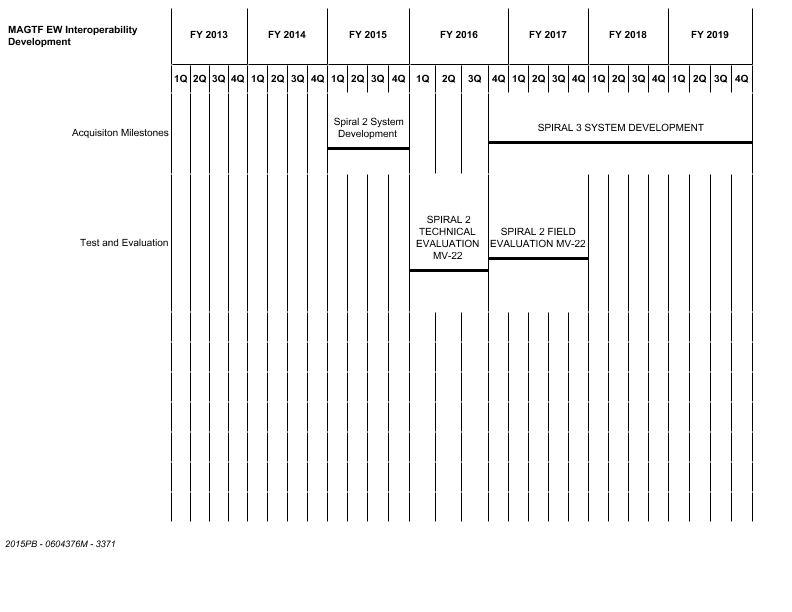 MAGTF EW Interoperability
Development
FY 2013 FY 2014 FY 2015 FY 2016 FY 2017 FY 2018 FY 2019
1Q 2Q 3Q 4Q 1Q 2Q 3Q 4Q 1Q 2Q 3Q 4Q 1Q 2Q 3Q 4Q 1Q 2Q 3Q 4Q 1Q 2Q 3Q 4Q 1Q 2Q 3Q 4Q
Acquisiton Milestones
Spiral 2 System
Development
SPIRAL 3 SYSTEM DEVELOPMENT
Test and Evaluation
SPIRAL 2
TECHNICAL
EVALUATION
MV-22
SPIRAL 2 FIELD
EVALUATION MV-22
2015PB - 0604376M - 3371